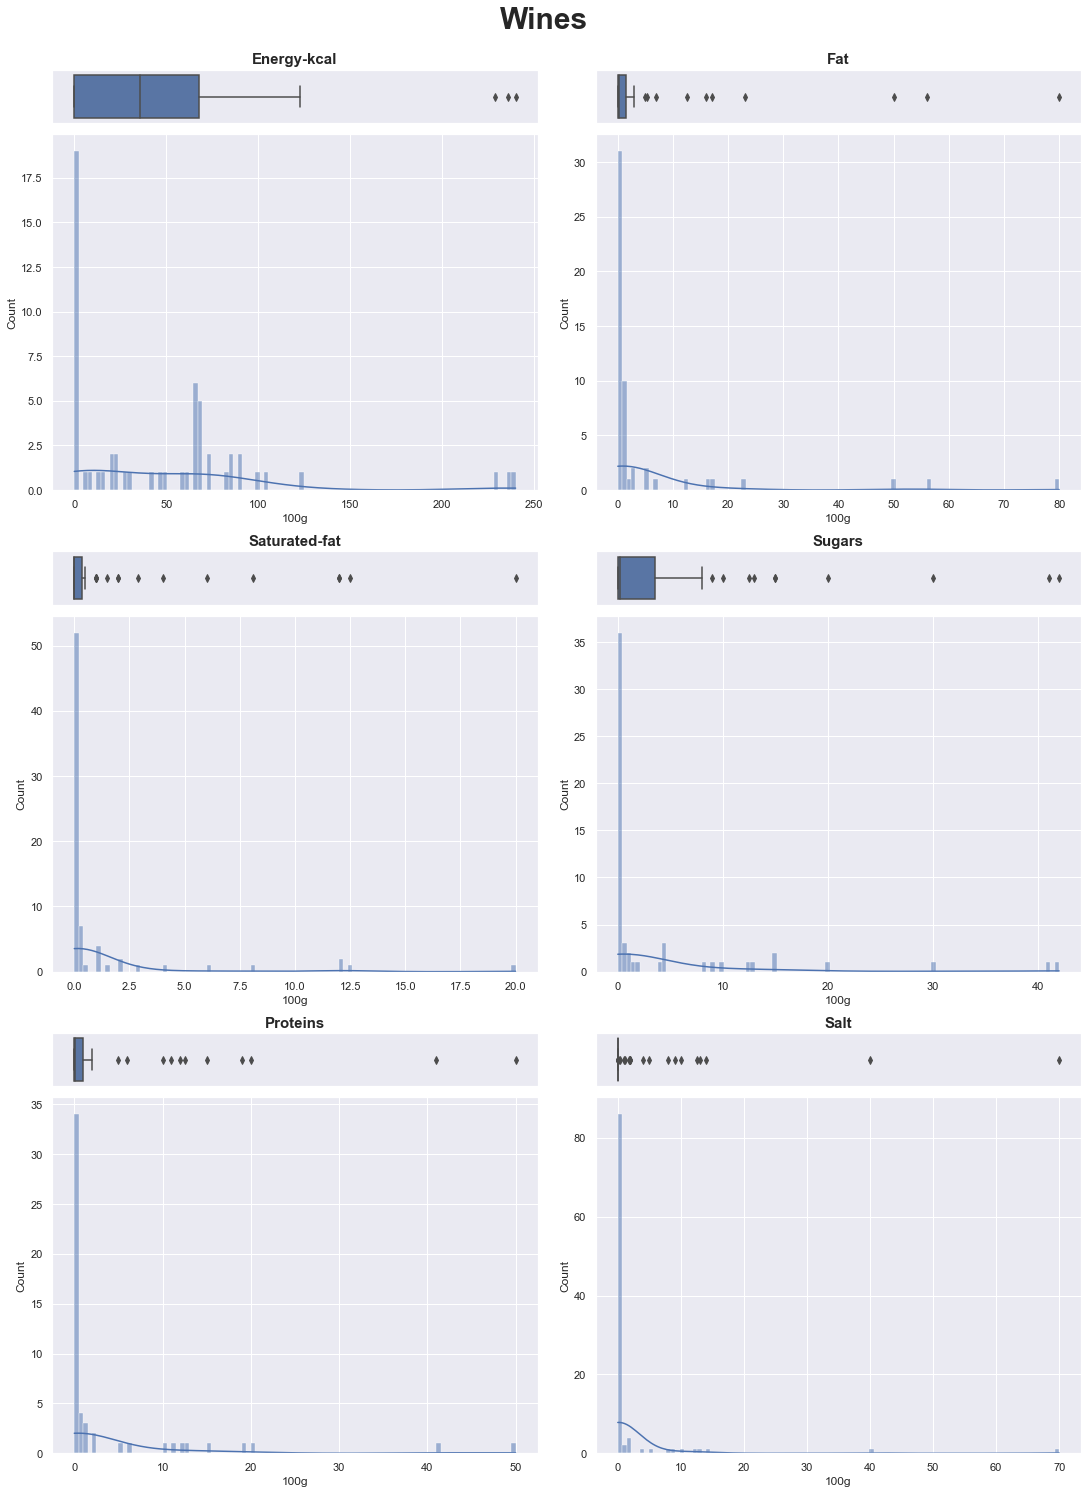 Wines
Energy-kcal
Fat
17.5
15.0
12.5
10.0
7.5
5.0
2.5
0.0
Count
0 50 100 150 200 250
100g
30
25
20
15
10
5
0
Count
0 10 20 30 40 50 60 70 80
100g
Saturated-fat
Sugars
50
40
30
20
10
0
Count
0.0 2.5 5.0 7.5 10.0 12.5 15.0 17.5 20.0
100g
35
30
25
20
15
10
5
0
Count
0 10 20 30 40
100g
Proteins
Salt
35
30
25
20
15
10
5
0
Count
0 10 20 30 40 50
100g
80
60
40
20
0
Count
0 10 20 30 40 50 60 70
100g